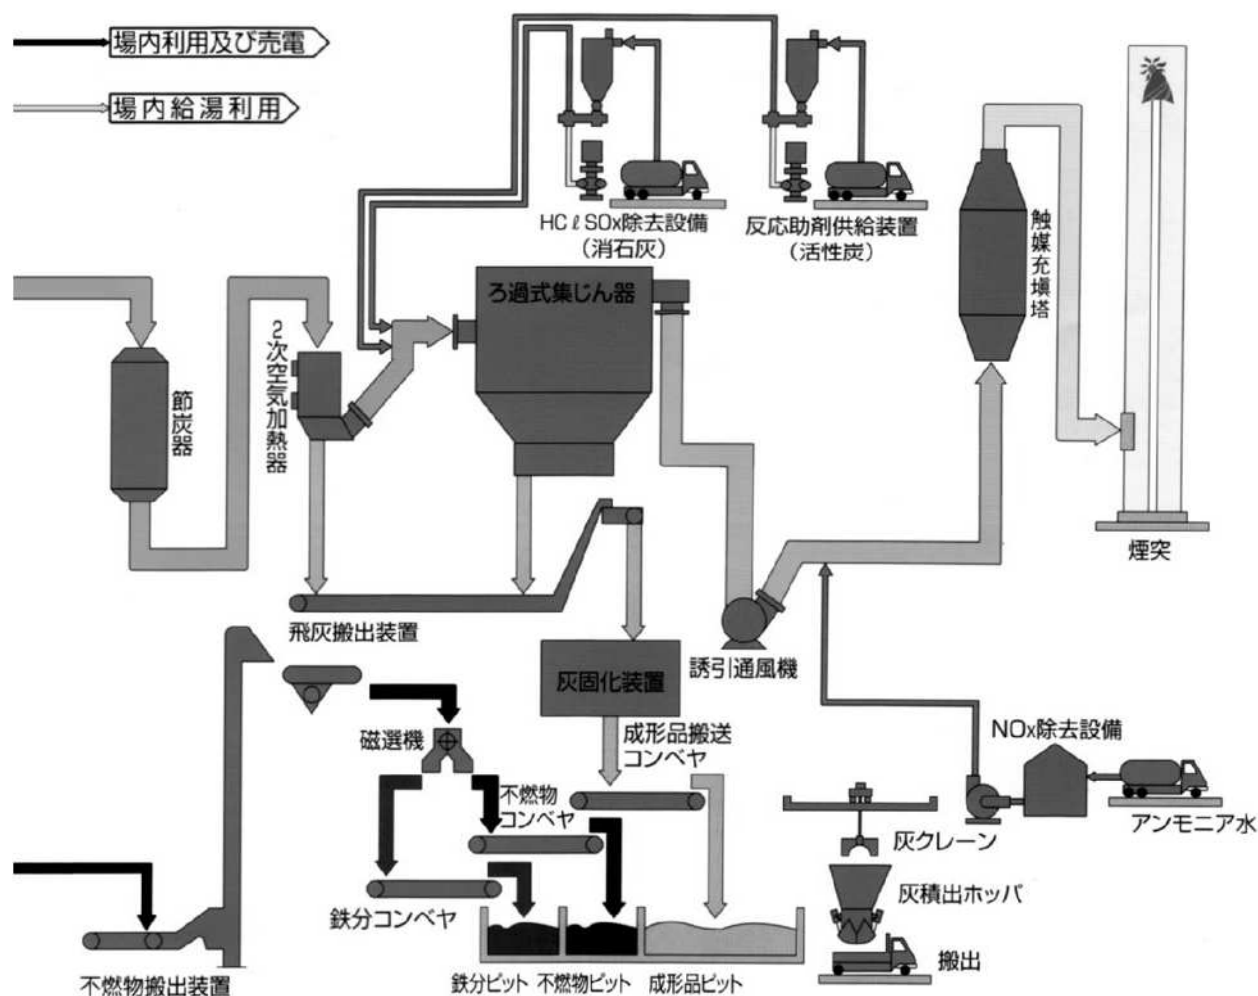 場内利用及び売電
場内給湯利用
HCℓSOx除去設備
（消石灰）
反応助剤供給装置
（活性炭）
触媒充塡塔
ろ過式集じん器
2次空気加熱器
節炭器
煙突
飛灰搬出装置
誘引通風機
灰固化装置
磁選機
成形品搬送
コンベヤ
NOx除去設備
不燃物
コンベヤ
アンモニア水
灰クレーン
灰積出ホッパ
鉄分コンベヤ
搬出
不燃物搬出装置
鉄分ピット
不燃物ピット
成形品ピット